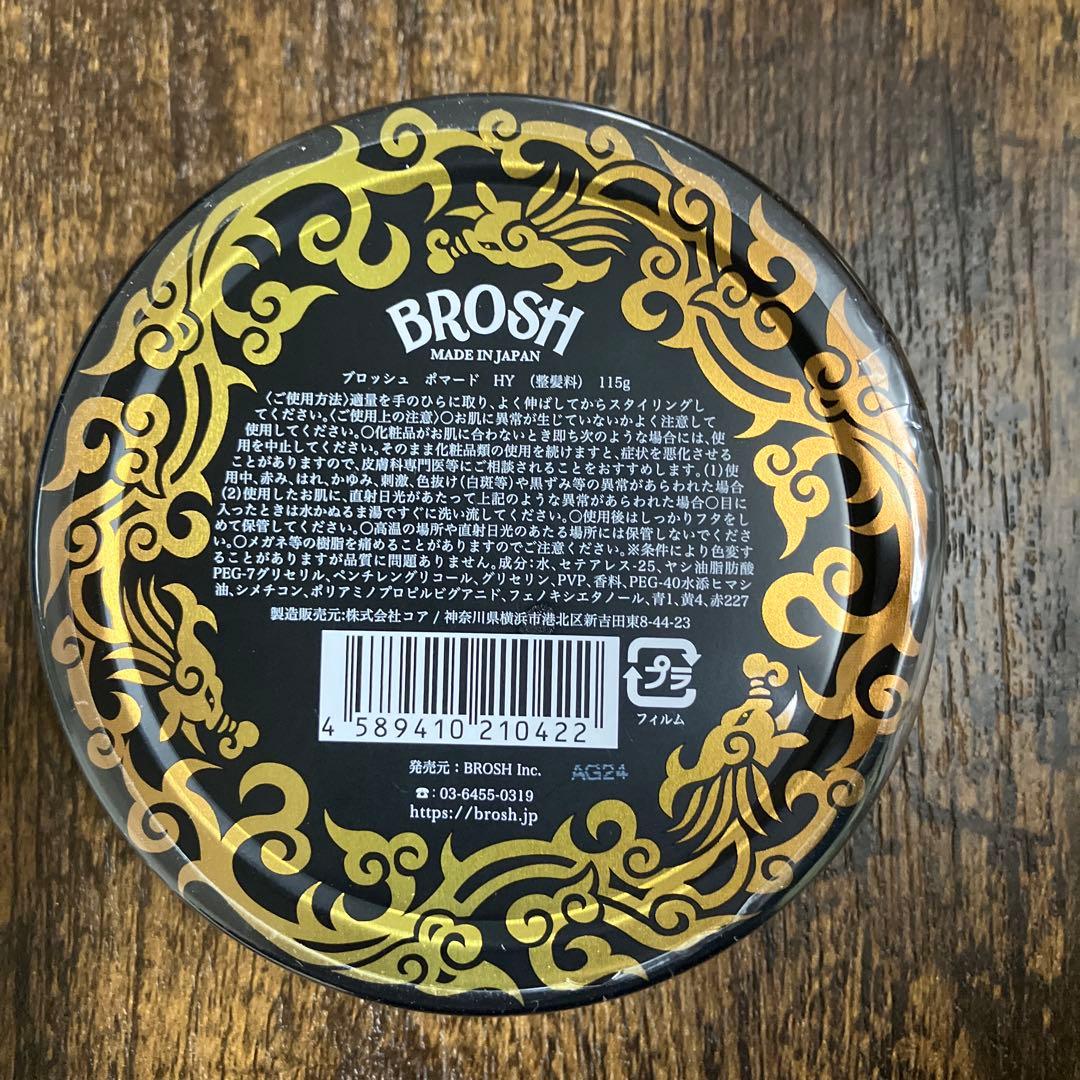 BROSH
MADE IN JAPAN
ブロッシュ ポマード HY (整髪料) 115g
〈ご使用方法〉適量を手のひらに取り、よく伸ばしてからスタイリングし
てください。〈ご使用上の注意〉○お肌に異常が生じていないかよく注意して
使用してください。○化粧品がお肌に合わないとき即ち次のような場合には、使
用を中止してください。そのまま化粧品類の使用を続けますと、症状を悪化させる
ことがありますので、皮膚科専門医等にご相談されることをおすすめします。(1)使
用中、赤み、はれ、かゆみ、刺激、色抜け(白斑等)や黒ずみ等の異常があらわれた場合
(2)使用したお肌に、直射日光があたって上記のような異常があらわれた場合○目に
入ったときは水かぬるま湯ですぐに洗い流してください。○使用後はしっかりフタをし
めて保管してください。○高温の場所や直射日光のあたる場所には保管しないでくださ
い。○メガネ等の樹脂を痛めることがありますのでご注意ください。※条件により色変す
ることがありますが品質に問題ありません。成分:水、セテアレス-25、ヤシ油脂肪酸
PEG-7グリセリル、ペンチレングリコール、グリセリン、PVP、香料、PEG-40水添ヒマシ
油、シメチコン、ポリアミノプロピルビグアニド、フェノキシエタノール、青1、黄4、赤227
製造販売元:株式会社コア / 神奈川県横浜市港北区新吉田東8-44-23
プラ
フィルム
4 589410 210422
発売元：BROSH Inc. AG24
☎: 03-6455-0319
https://brosh.jp